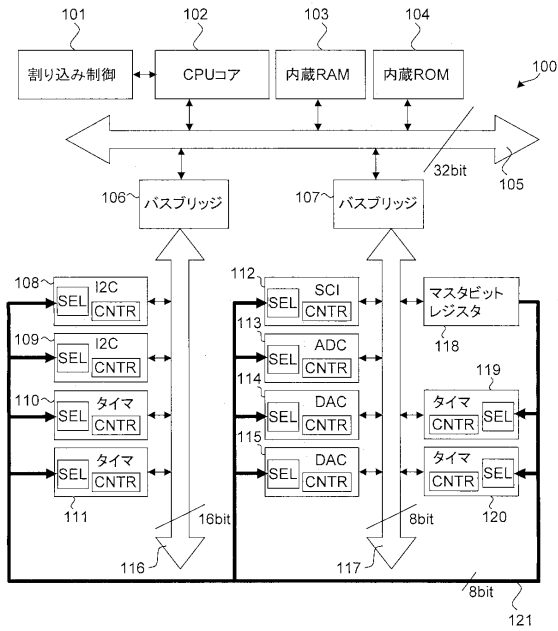 101
102
103
104
割り込み制御
CPUコア
内蔵RAM
内蔵ROM
100
32bit
105
106
バスブリッジ
107
バスブリッジ
108
I2C
SEL
CNTR
112
SCI
SEL
CNTR
マスタビット
レジスタ
118
109
I2C
SEL
CNTR
113
ADC
SEL
CNTR
110
タイマ
SEL
CNTR
114
DAC
SEL
CNTR
119
タイマ
SEL
CNTR
タイマ
SEL
CNTR
111
115
DAC
SEL
CNTR
タイマ
SEL
CNTR
120
16bit
116
8bit
117
8bit
121